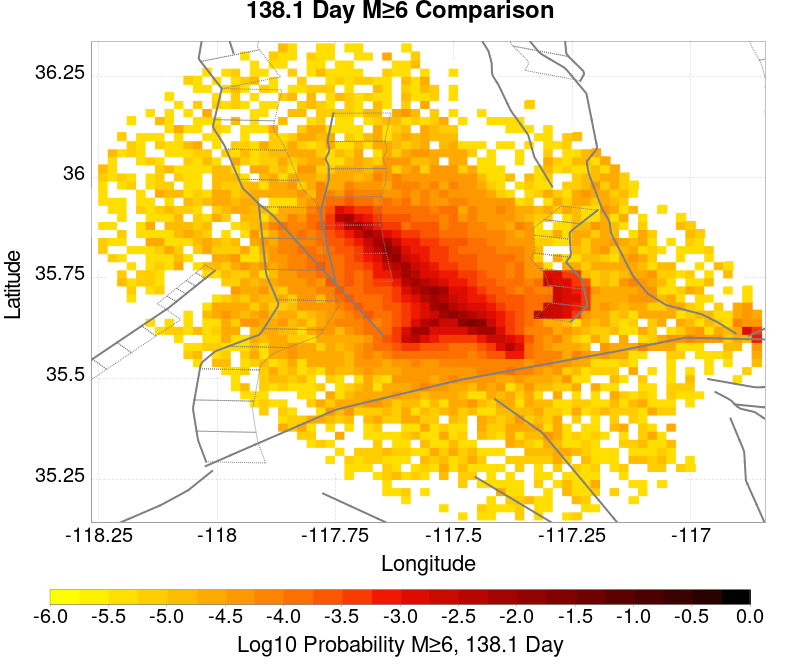 138.1 Day M≥6 Comparison
36.25
36
35.75
35.5
35.25
Latitude
-118.25 -118 -117.75 -117.5 -117.25 -117
Longitude
-6.0 -5.5 -5.0 -4.5 -4.0 -3.5 -3.0 -2.5 -2.0 -1.5 -1.0 -0.5 0.0
Log10 Probability M≥6, 138.1 Day